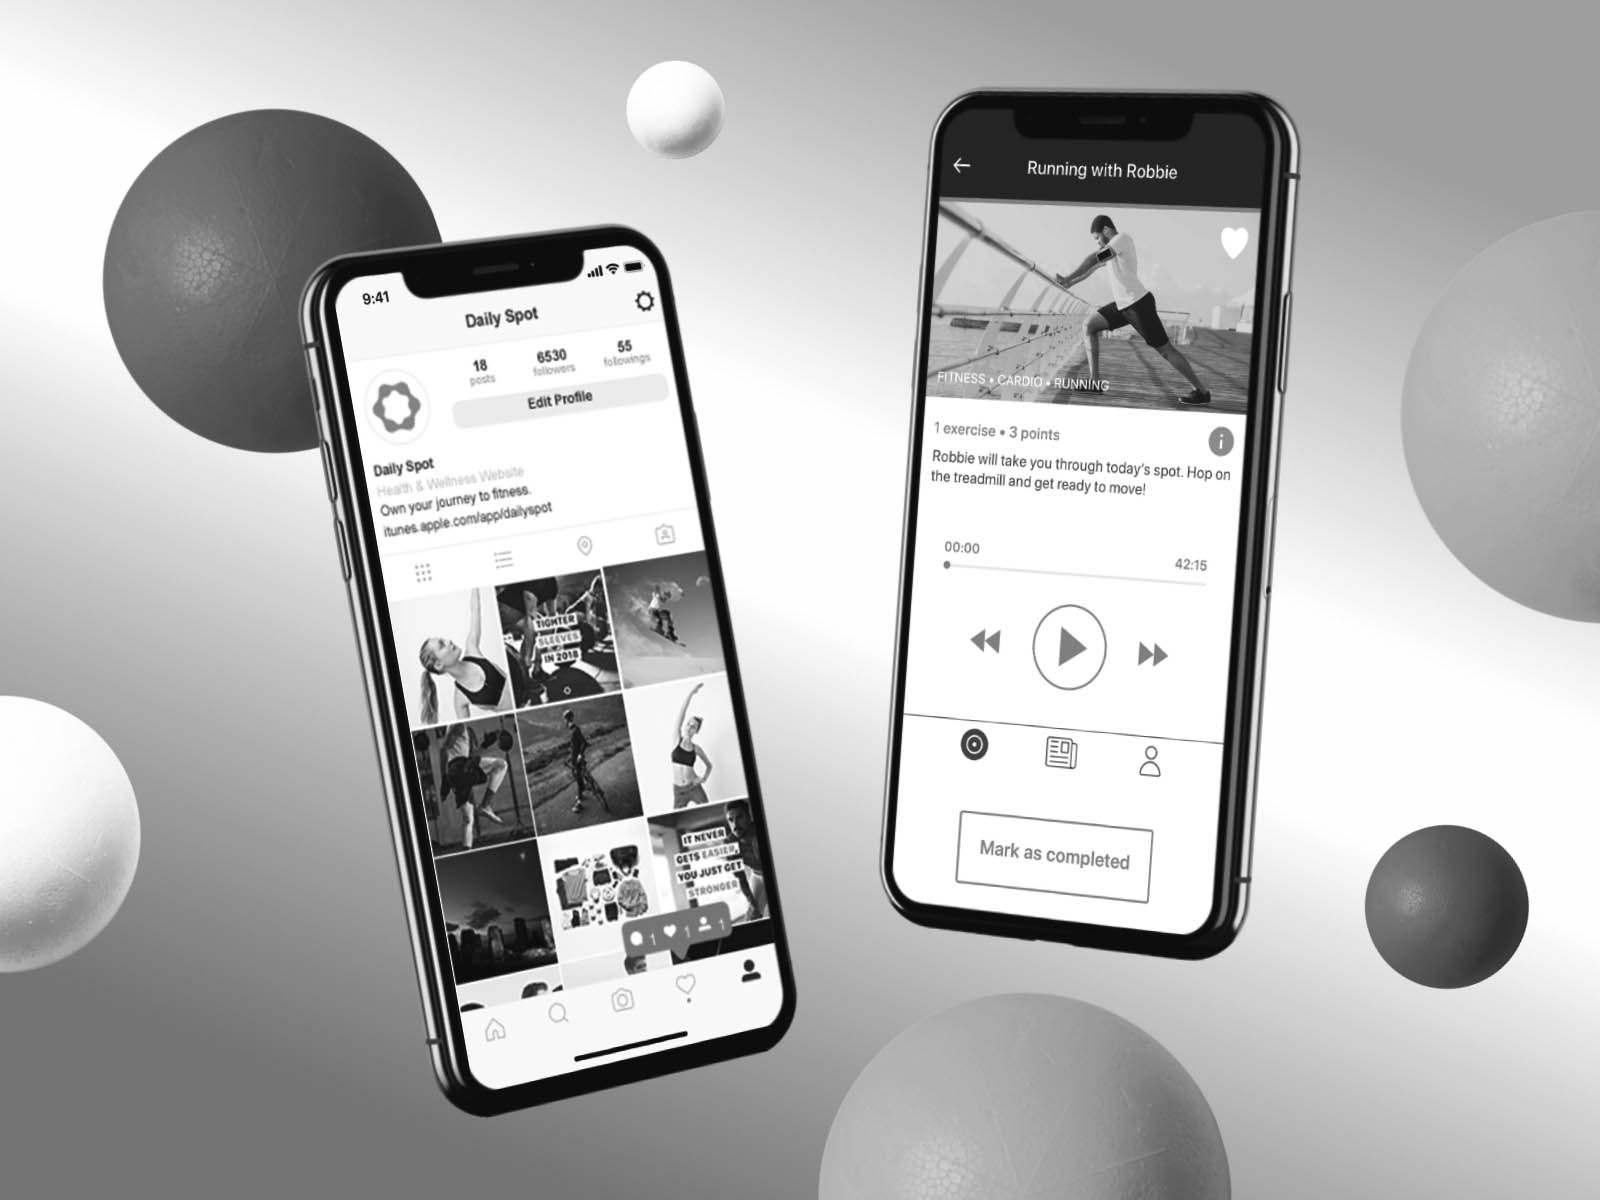 9:41
Daily Spot
18
posts
6530
followers
55
followings
Edit Profile
Daily Spot
Health & Wellness Website
Own your journey to fitness.
itunes.apple.com/app/dailyspot
TIGHTER
SLEEVES
IN 2018
IT NEVER
GETS EASIER,
YOU JUST GET
STRONGER
1 1 1
Running with Robbie
FITNESS • CARDIO • RUNNING
1 exercise • 3 points
i
Robbie will take you through today's spot. Hop on
the treadmill and get ready to move!
00:00
42:15
Mark as completed